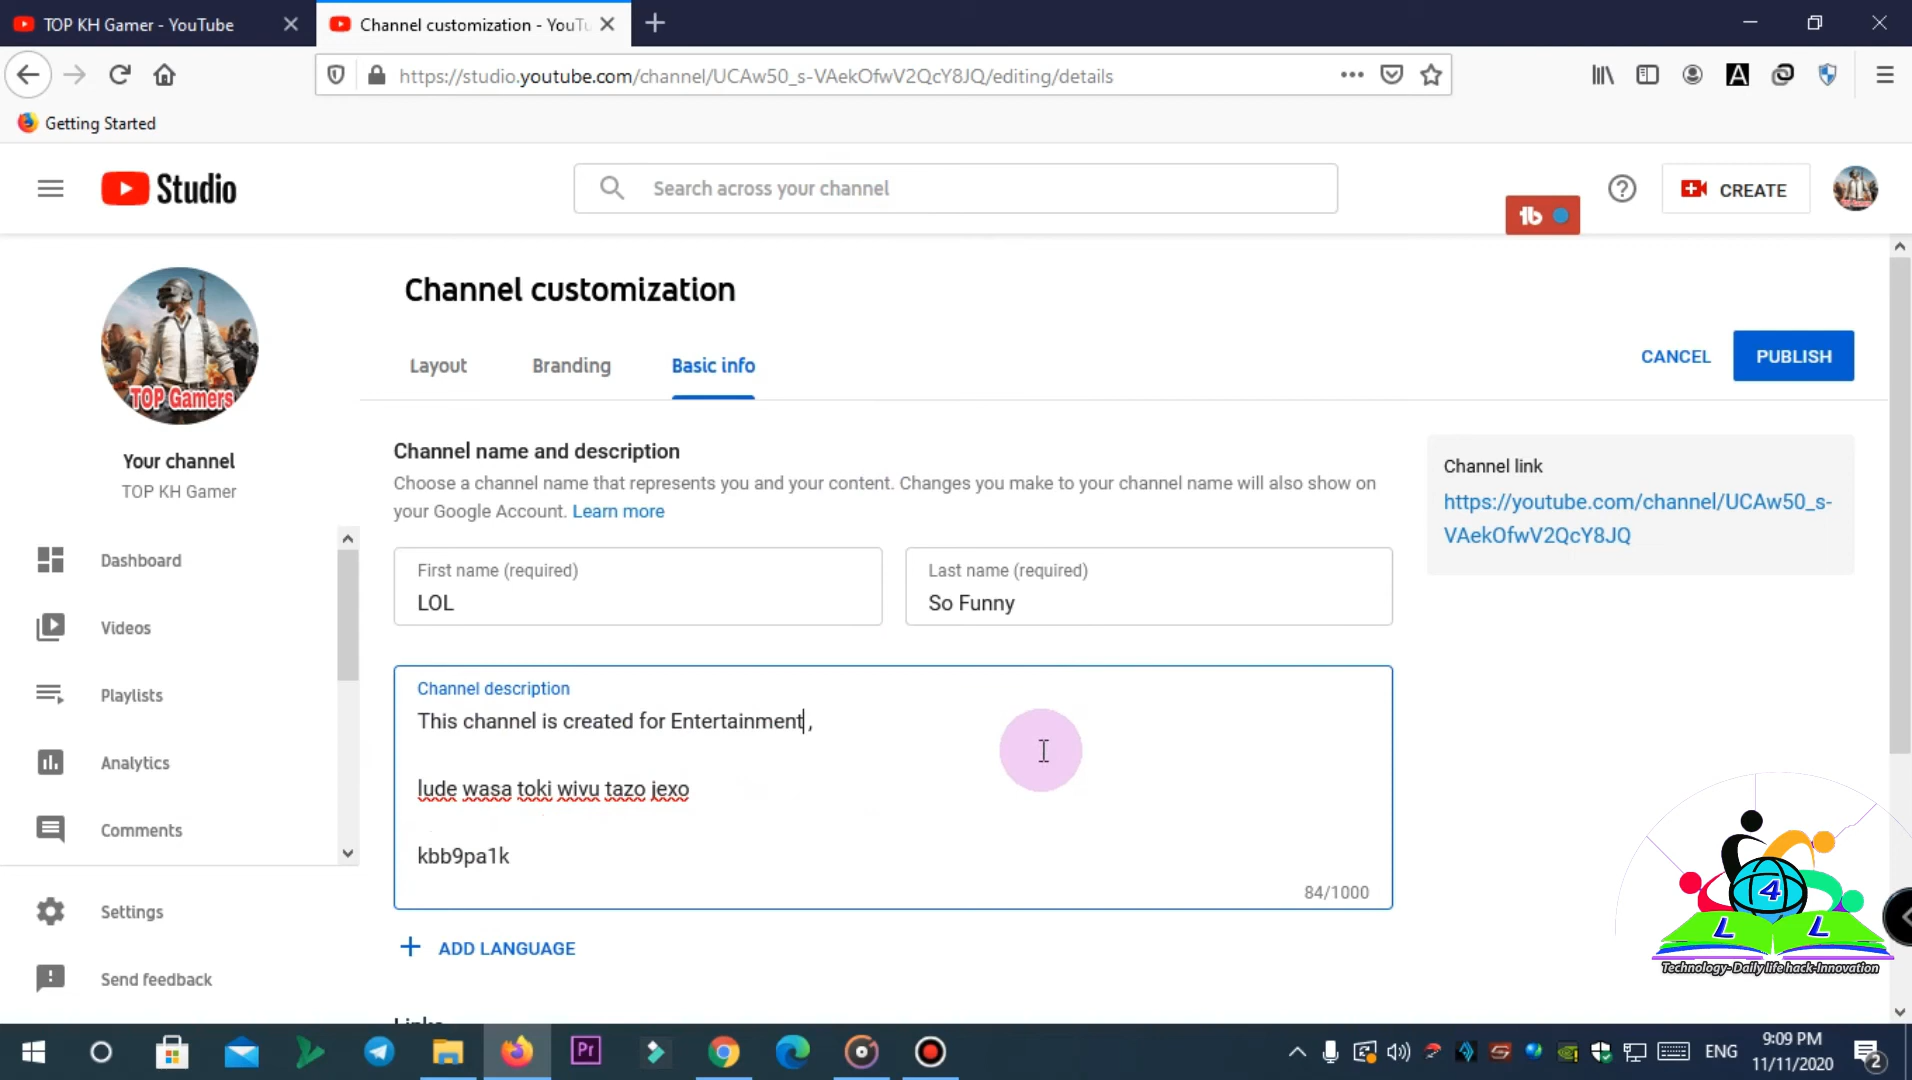 TOP KH Gamer - YouTube
Channel customization - YouTu
https://studio.youtube.com/channel/UCAw50_s-VAekOfwV2QcY8JQ/editing/details
A
Getting Started
Studio
Search across your channel
CREATE
TOP Gamers
Channel customization
Layout
Branding
Basic info
CANCEL
PUBLISH
Your channel
TOP KH Gamer
Channel name and description
Choose a channel name that represents you and your content. Changes you make to your channel name will also show on
your Google Account. Learn more
Channel link
https://youtube.com/channel/UCAw50_s-
VAekOfwV2QcY8JQ
Dashboard
Videos
Playlists
Analytics
Comments
Settings
Send feedback
First name (required)
LOL
Last name (required)
So Funny
Channel description
This channel is created for Entertainment ,
lude wasa toki wivu tazo jexo
kbb9pa1k
84/1000
ADD LANGUAGE
4
L L
Technology- Daily life hack-Innovation
Pr
ENG
9:09 PM
11/11/2020
2